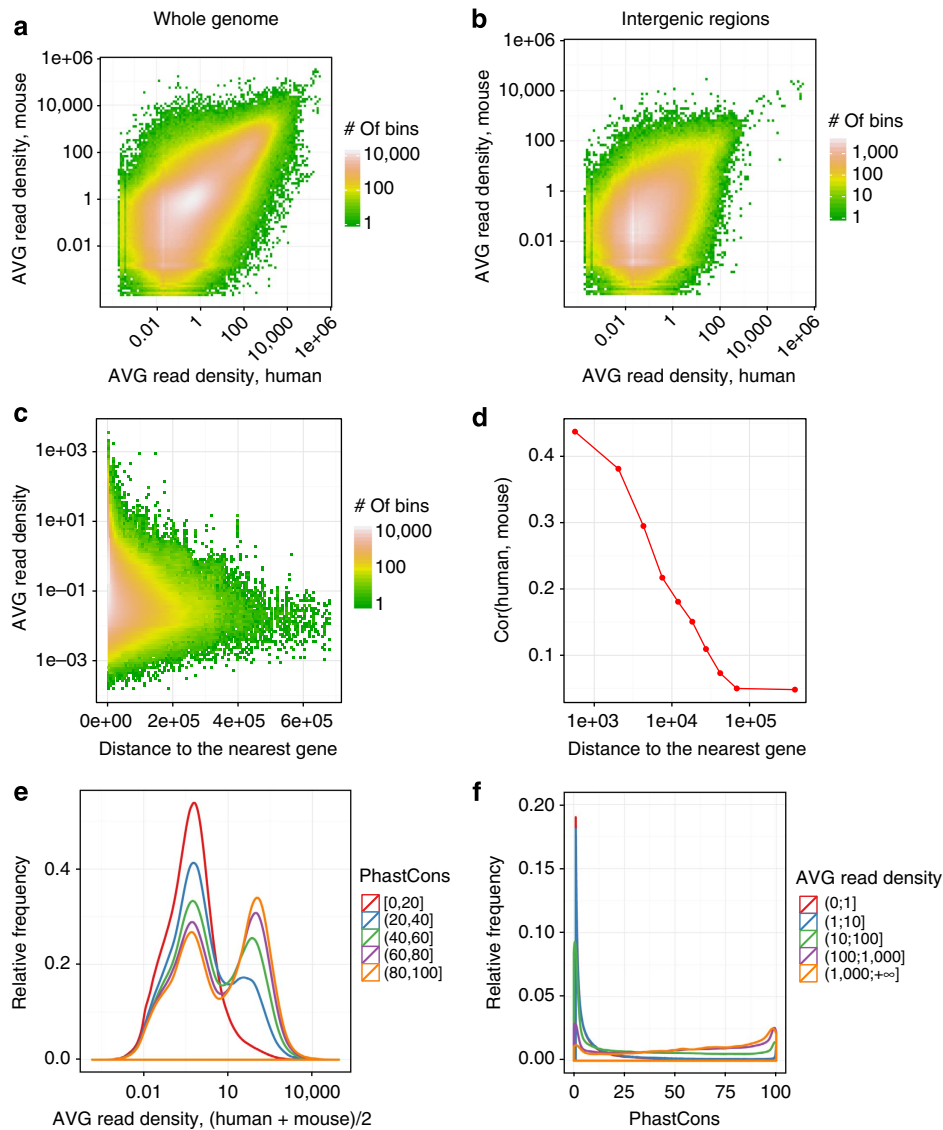 a
Whole genome
AVG read density, mouse
1e+06
10,000
100
1
0.01
0.01
1
100
10,000
1e+06
AVG read density, human
# Of bins
10,000
100
1
b
Intergenic regions
AVG read density, mouse
1e+06
10,000
100
1
0.01
0.01
1
100
10,000
1e+06
AVG read density, human
# Of bins
1,000
100
10
1
c
AVG read density
1e+03
1e+01
1e−01
1e−03
0e+00
2e+05
4e+05
6e+05
Distance to the nearest gene
# Of bins
10,000
100
1
d
Cor(human, mouse)
0.4
0.3
0.2
0.1
1e+03
1e+04
1e+05
Distance to the nearest gene
e
Relative frequency
0.4
0.2
0.0
0.01
10
10,000
AVG read density, (human + mouse)/2
PhastCons
[0,20]
(20,40]
(40,60]
(60,80]
(80,100]
f
Relative frequency
0.20
0.15
0.10
0.05
0.00
0
25
50
75
100
PhastCons
AVG read density
(0;1]
(1;10]
(10;100]
(100;1,000]
(1,000;+∞]